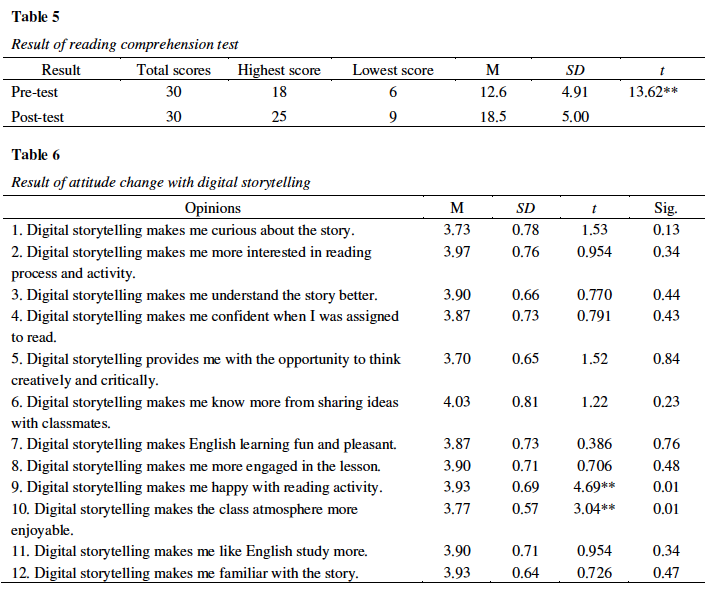 Table 5
Result of reading comprehension test
Result Total scores Highest score Lowest score M SD t
Pre-test 30 18 6 12.6 4.91 13.62**
Post-test 30 25 9 18.5 5.00
Table 6
Result of attitude change with digital storytelling
Opinions M SD t Sig.
1. Digital storytelling makes me curious about the story. 3.73 0.78 1.53 0.13
2. Digital storytelling makes me more interested in reading 3.97 0.76 0.954 0.34
process and activity.
3. Digital storytelling makes me understand the story better. 3.90 0.66 0.770 0.44
4. Digital storytelling makes me confident when I was assigned 3.87 0.73 0.791 0.43
to read.
5. Digital storytelling provides me with the opportunity to think 3.70 0.65 1.52 0.84
creatively and critically.
6. Digital storytelling makes me know more from sharing ideas 4.03 0.81 1.22 0.23
with classmates.
7. Digital storytelling makes English learning fun and pleasant. 3.87 0.73 0.386 0.76
8. Digital storytelling makes me more engaged in the lesson. 3.90 0.71 0.706 0.48
9. Digital storytelling makes me happy with reading activity. 3.93 0.69 4.69** 0.01
10. Digital storytelling makes the class atmosphere more 3.77 0.57 3.04** 0.01
enjoyable.
11. Digital storytelling makes me like English study more. 3.90 0.71 0.954 0.34
12. Digital storytelling makes me familiar with the story. 3.93 0.64 0.726 0.47